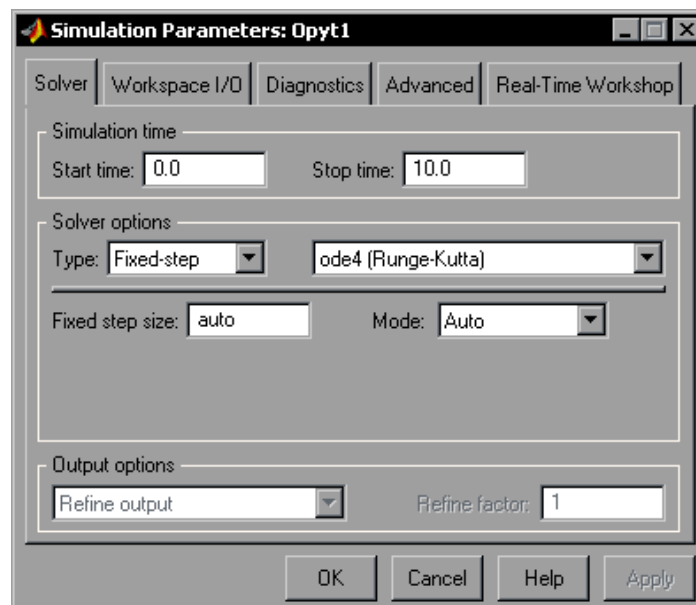 Simulation Parameters: Opyt1
Solver Workspace I/O Diagnostics Advanced Real-Time Workshop
Simulation time
Start time: 0.0 Stop time: 10.0
Solver options
Type: Fixed-step ode4 (Runge-Kutta)
Fixed step size: auto Mode: Auto
Output options
Refine output Refine factor: 1
OK Cancel Help Apply